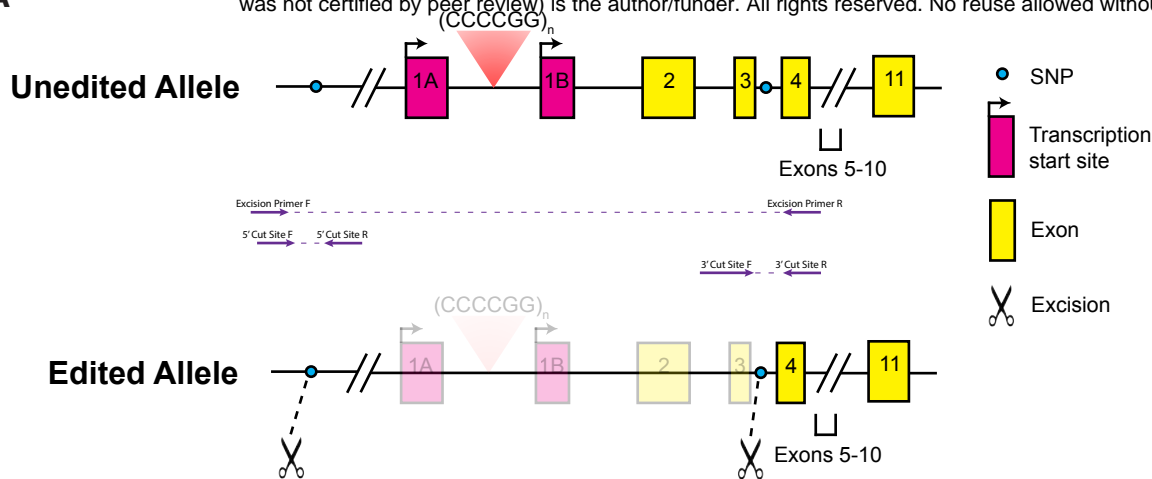 was not certified by peer review) is the author/funder. All rights reserved. No reuse allowed without
(CCCCGG)n
Unedited Allele
1A
1B
2
3
4
11
Exons 5-10
SNP
Transcription
start site
Exon
Excision
Excision Primer F
Excision Primer R
5' Cut Site F
5' Cut Site R
3' Cut Site F
3' Cut Site R
(CCCCGG)n
Edited Allele
1A
1B
2
3
4
11
Exons 5-10